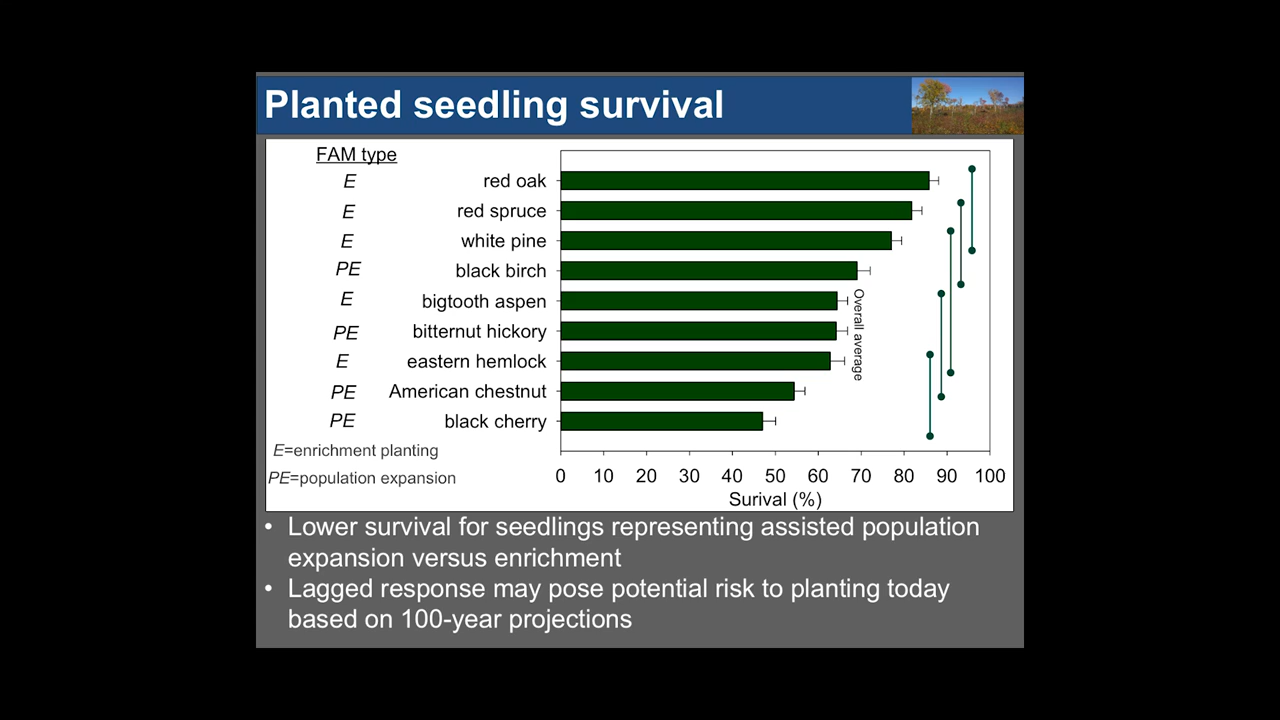 Planted seedling survival
FAM type
E red oak
E red spruce
E white pine
PE black birch
E bigtooth aspen
PE bitternut hickory
E eastern hemlock
PE American chestnut
PE black cherry
Overall average
E=enrichment planting
PE=population expansion
0 10 20 30 40 50 60 70 80 90 100
Surival (%)
• Lower survival for seedlings representing assisted population
expansion versus enrichment
• Lagged response may pose potential risk to planting today
based on 100-year projections